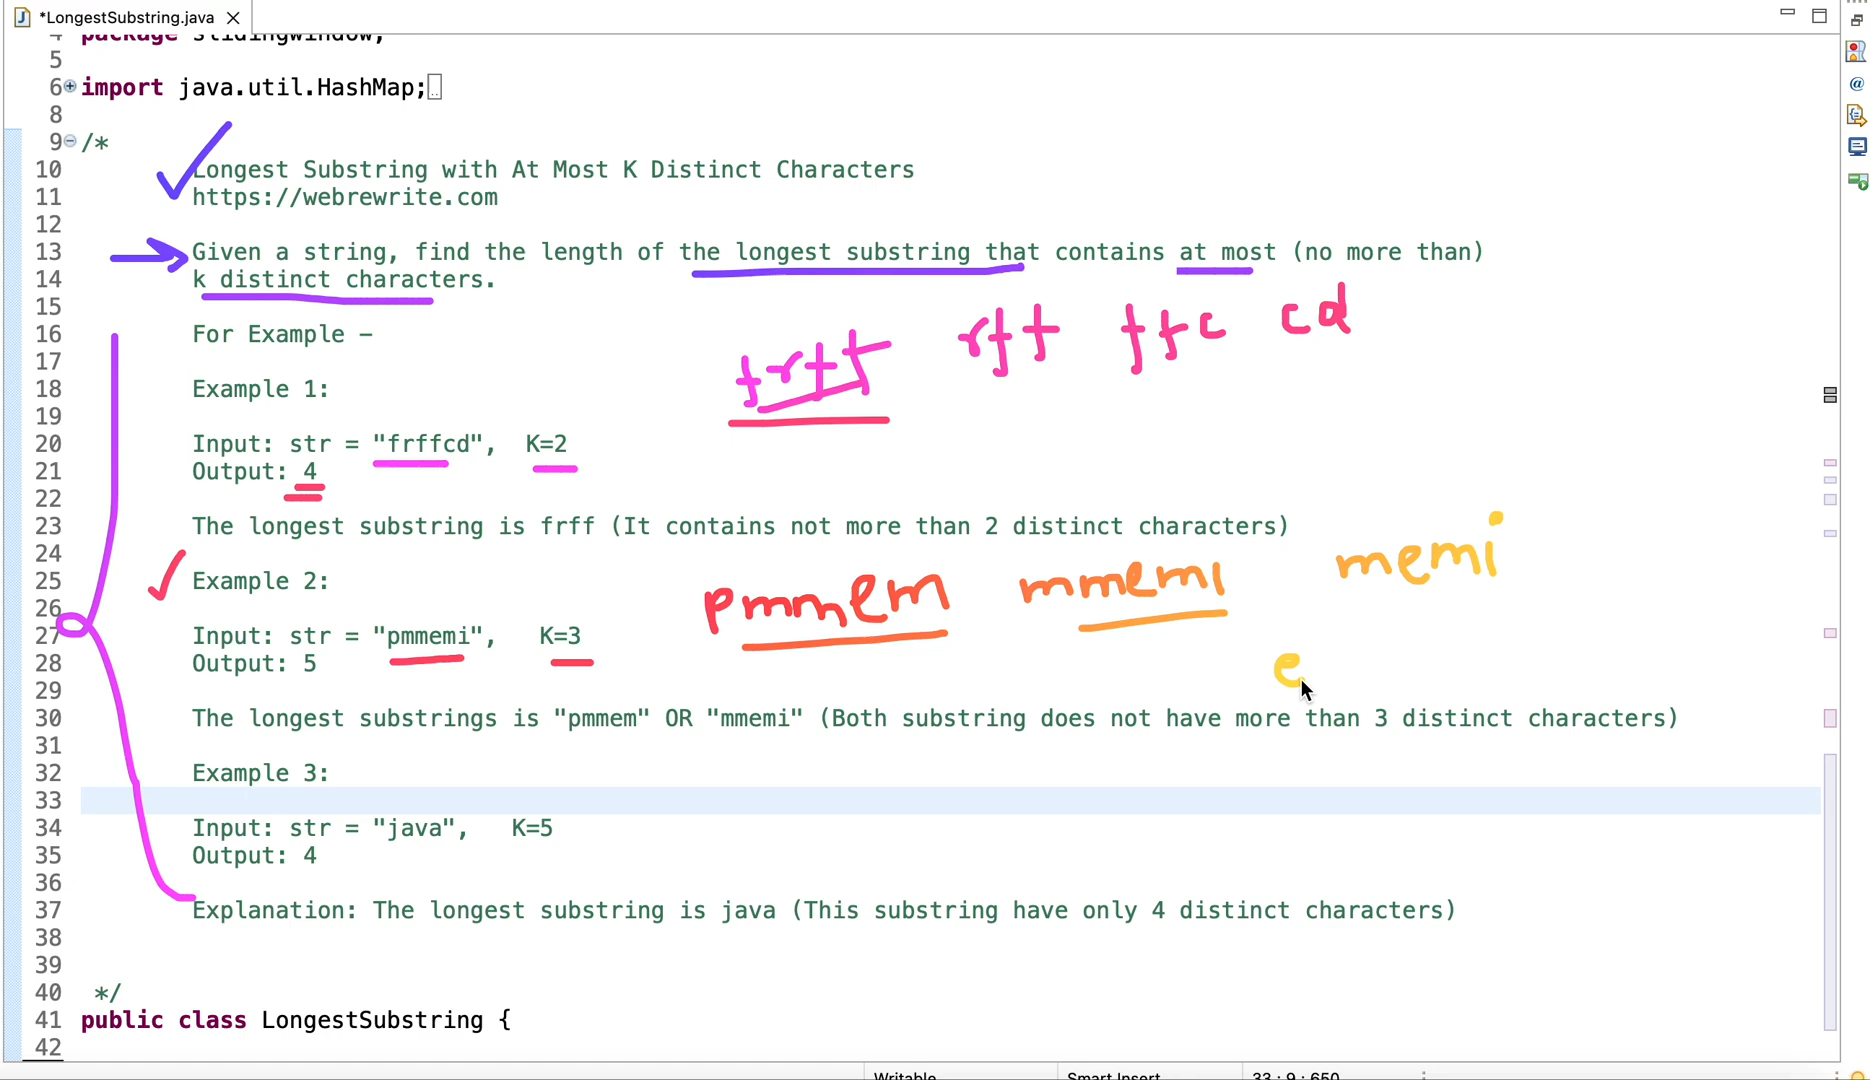 *LongestSubstring.java
4 package slidingwindow;
5
6 import java.util.HashMap;
8
9 /*
10 Longest Substring with At Most K Distinct Characters
11 https://webrewrite.com
12
13 Given a string, find the length of the longest substring that contains at most (no more than)
14 k distinct characters.
15
16 For Example –
frff rff ffc cd
17
18 Example 1:
19
20 Input: str = "frffcd", K=2
21 Output: 4
22
23 The longest substring is frff (It contains not more than 2 distinct characters)
24
25 Example 2:
pmmem mmemi memi
26
27 Input: str = "pmmemi", K=3
28 Output: 5
e
29
30 The longest substrings is "pmmem" OR "mmemi" (Both substring does not have more than 3 distinct characters)
31
32 Example 3:
33
34 Input: str = "java", K=5
35 Output: 4
36
37 Explanation: The longest substring is java (This substring have only 4 distinct characters)
38
39
40 */
41 public class LongestSubstring {
42
Writable Smart Insert 33 : 9 : 650